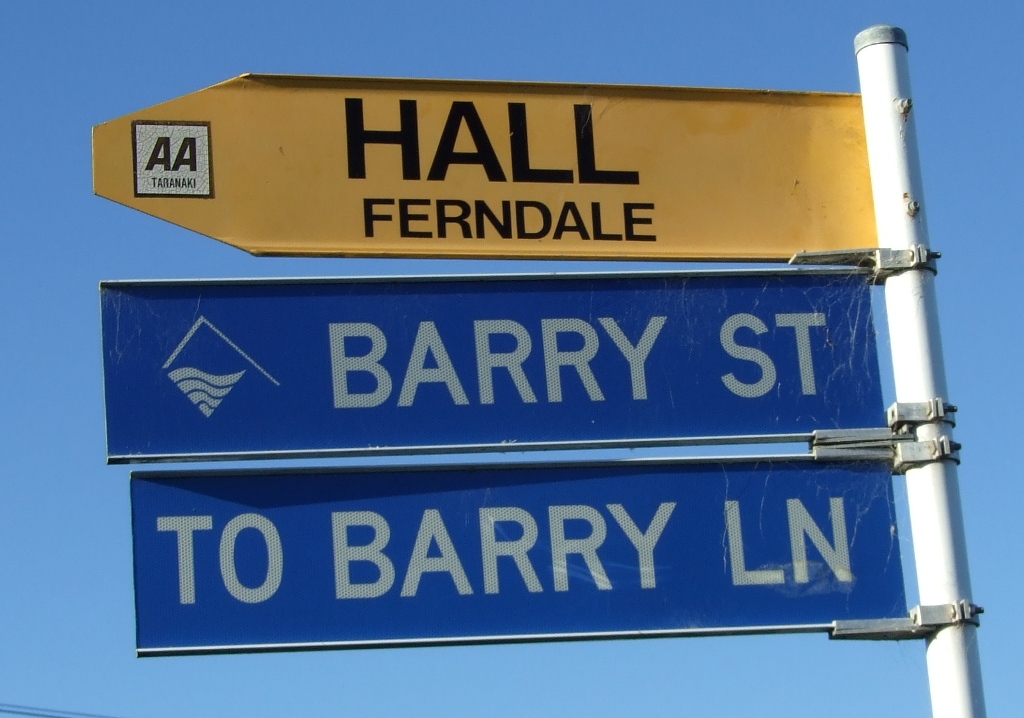 HALL
AA
TARANAKI
FERNDALE
BARRY ST
TO BARRY LN